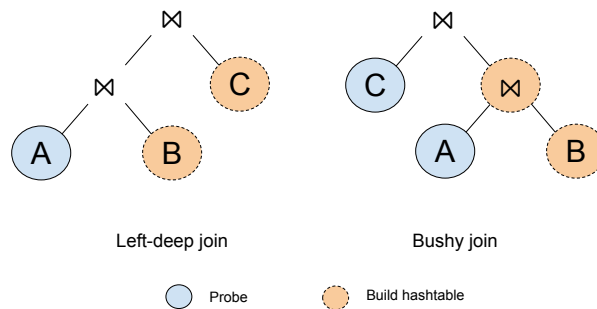 ⋈
⋈
C
A
B
⋈
C
⋈
A
B
Left-deep join
Bushy join
Probe
Build hashtable